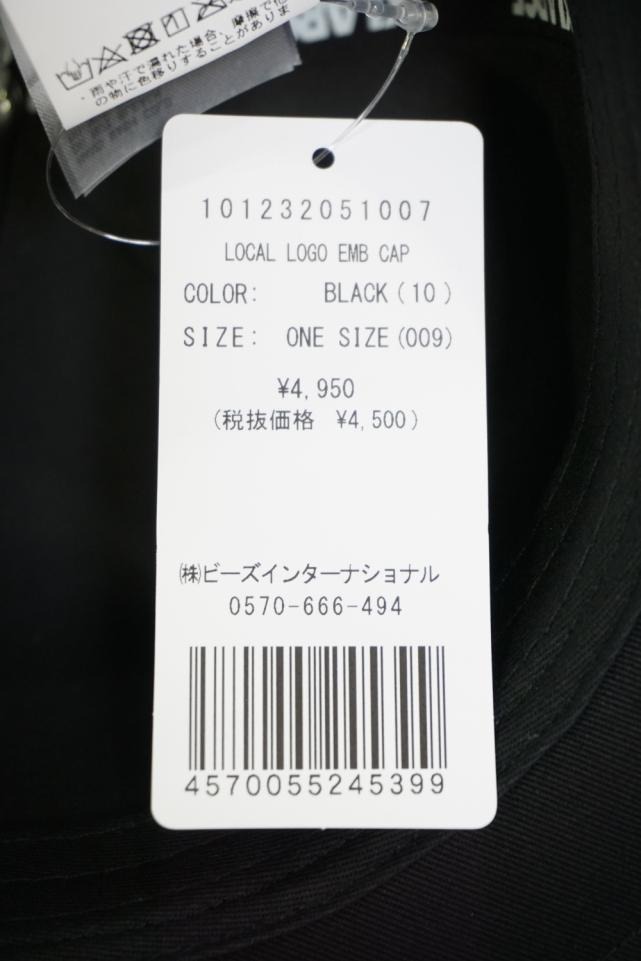 ・雨や汗で濡れた場合、摩擦で他
の物に色移りすることがありま
101232051007
LOCAL LOGO EMB CAP
COLOR: BLACK(10)
SIZE: ONE SIZE(009)
¥4,950
(税抜価格 ¥4,500)
㈱ビーズインターナショナル
0570-666-494
4570055245399